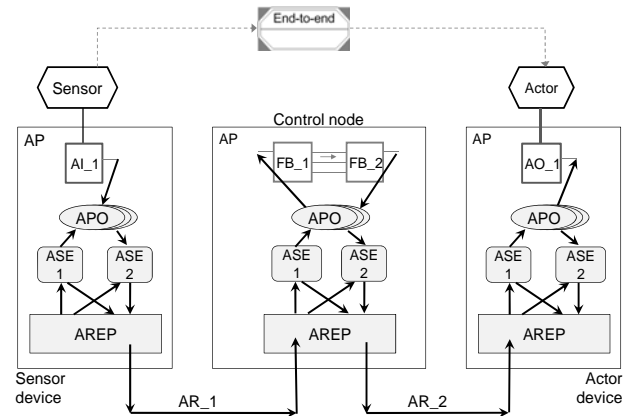 End-to-end
Sensor
Actor
Control node
AP
AI_1
AP
FB_1
FB_2
AP
AO_1
APO
APO
APO
ASE
1
ASE
2
ASE
1
ASE
2
ASE
1
ASE
2
AREP
AREP
AREP
Sensor
device
AR_1
AR_2
Actor
device